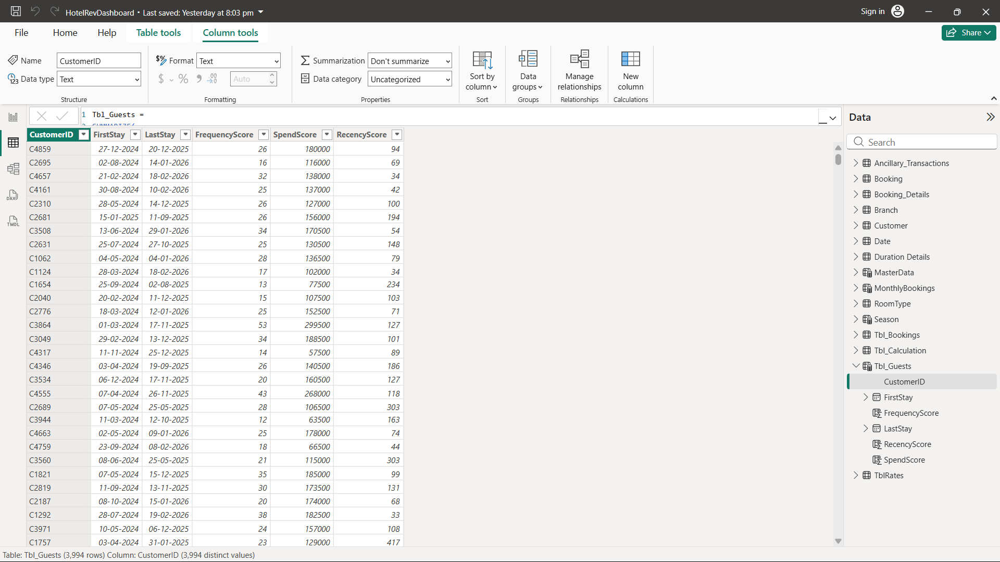 HotelRevDashboard • Last saved: Yesterday at 8:03 pm
Sign in
File Home Help Table tools Column tools
Share
Name CustomerID
Data type Text
Structure
Format Text
$ % , .00 Auto
Formatting
Summarization Don't summarize
Data category Uncategorized
Properties
Sort by column
Sort
Data groups
Groups
Manage relationships
Relationships
New column
Calculations
1 Tbl_Guests =
2 SUMMARIZE(
CustomerID FirstStay LastStay FrequencyScore SpendScore RecencyScore
C4859 27-12-2024 20-12-2025 26 180000 94
C2695 02-08-2024 14-01-2026 16 116000 69
C4657 21-02-2024 18-02-2026 32 138000 34
C4161 30-08-2024 10-02-2026 25 137000 42
C2310 28-05-2024 14-12-2025 26 127000 100
C2681 15-01-2025 11-09-2025 26 156000 194
C3508 13-06-2024 29-01-2026 34 170500 54
C2631 25-07-2024 27-10-2025 25 130500 148
C1062 04-05-2024 04-01-2026 28 136500 79
C1124 28-03-2024 18-02-2026 17 102000 34
C1654 25-09-2024 02-08-2025 13 77500 234
C2040 20-02-2024 11-12-2025 15 107500 103
C2776 18-03-2024 12-01-2026 25 152500 71
C3864 01-03-2024 17-11-2025 53 299500 127
C3049 29-02-2024 13-12-2025 34 188500 101
C4317 11-11-2024 25-12-2025 14 57500 89
C4346 03-04-2024 19-09-2025 26 140500 186
C3534 06-12-2024 17-11-2025 20 160500 127
C4555 07-04-2024 26-11-2025 43 268000 118
C2689 07-05-2024 25-05-2025 28 106500 303
C3944 11-03-2024 12-10-2025 12 63500 163
C4663 02-05-2024 09-01-2026 25 178000 74
C4759 23-09-2024 08-02-2026 18 66500 44
C3560 08-06-2024 25-05-2025 21 115000 303
C1821 07-05-2024 15-12-2025 35 185000 99
C2819 11-09-2024 13-11-2025 30 173500 131
C2187 08-10-2024 15-01-2026 20 174000 68
C1292 28-07-2024 19-02-2026 38 182500 33
C3971 10-05-2024 06-12-2025 24 157000 108
C1757 03-04-2024 31-01-2025 23 129000 417
DAX
TMDL
Data
Search
Ancillary_Transactions
Booking
Booking_Details
Branch
Customer
Date
Duration Details
MasterData
MonthlyBookings
RoomType
Season
Tbl_Bookings
Tbl_Calculation
Tbl_Guests
CustomerID
FirstStay
FrequencyScore
LastStay
RecencyScore
SpendScore
TblRates
Table: Tbl_Guests (3,994 rows) Column: CustomerID (3,994 distinct values)